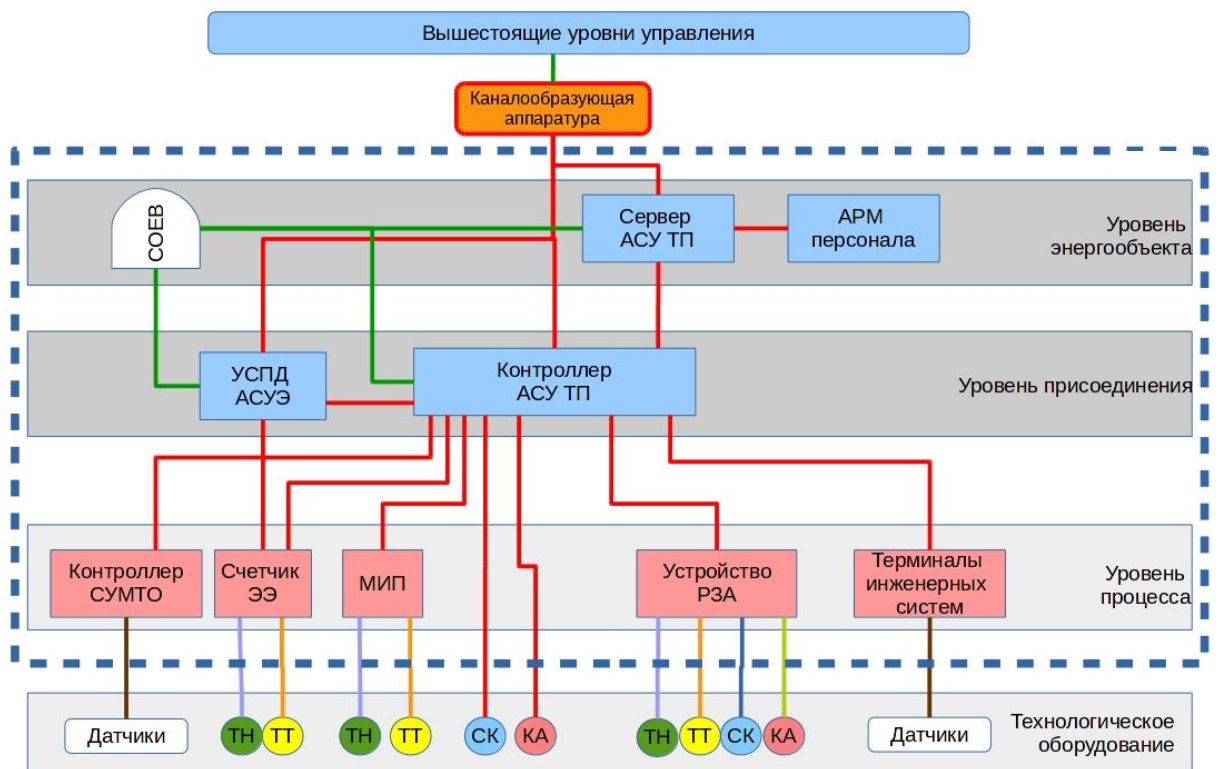 Вышестоящие уровни управления
Каналообразующая
аппаратура
СОЕВ
Сервер
АСУ ТП
АРМ
персонала
Уровень
энергообъекта
УСПД
АСУЭ
Контроллер
АСУ ТП
Уровень присоединения
Контроллер
СУМТО
Счетчик
ЭЭ
МИП
Устройство
РЗА
Терминалы
инженерных
систем
Уровень
процесса
Датчики
ТН
ТТ
ТН
ТТ
СК
КА
ТН
ТТ
СК
КА
Датчики
Технологическое
оборудование